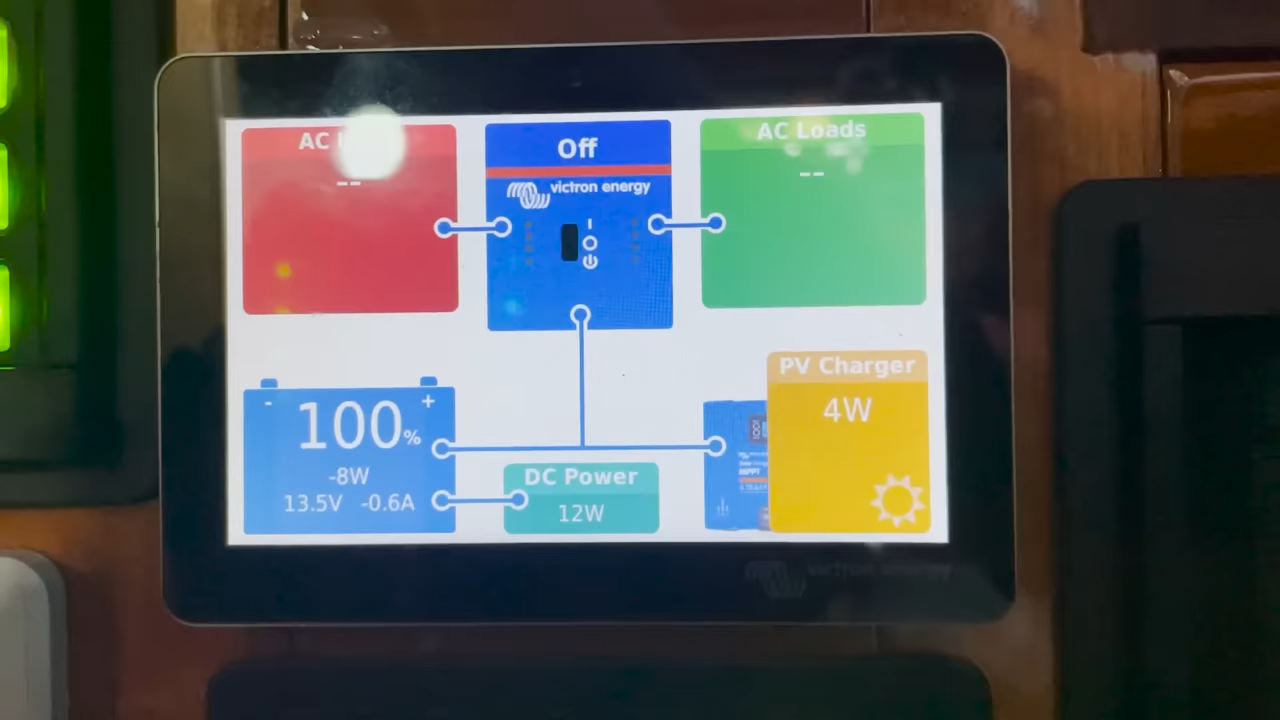 AC
--
Off
victron energy
AC Loads
--
- +
100%
-8W
13.5V -0.6A
DC Power
12W
PV Charger
4W
MPPT
victron energy